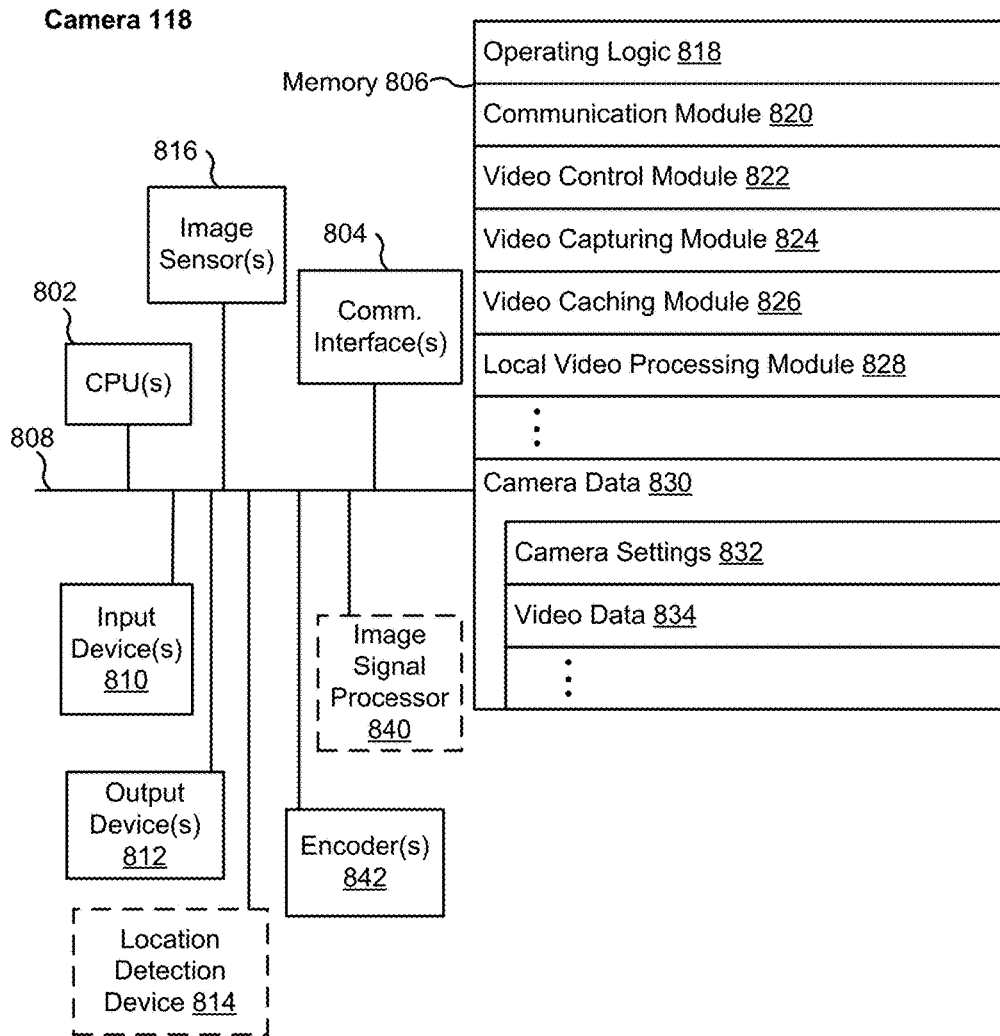 Camera 118
Memory 806
Operating Logic 818
Communication Module 820
Video Control Module 822
Video Capturing Module 824
Video Caching Module 826
Local Video Processing Module 828
Camera Data 830
Camera Settings 832
Video Data 834
816
Image
Sensor(s)
804
Comm.
Interface(s)
802
CPU(s)
808
Input
Device(s)
810
Image
Signal
Processor
840
Output
Device(s)
812
Encoder(s)
842
Location
Detection
Device 814